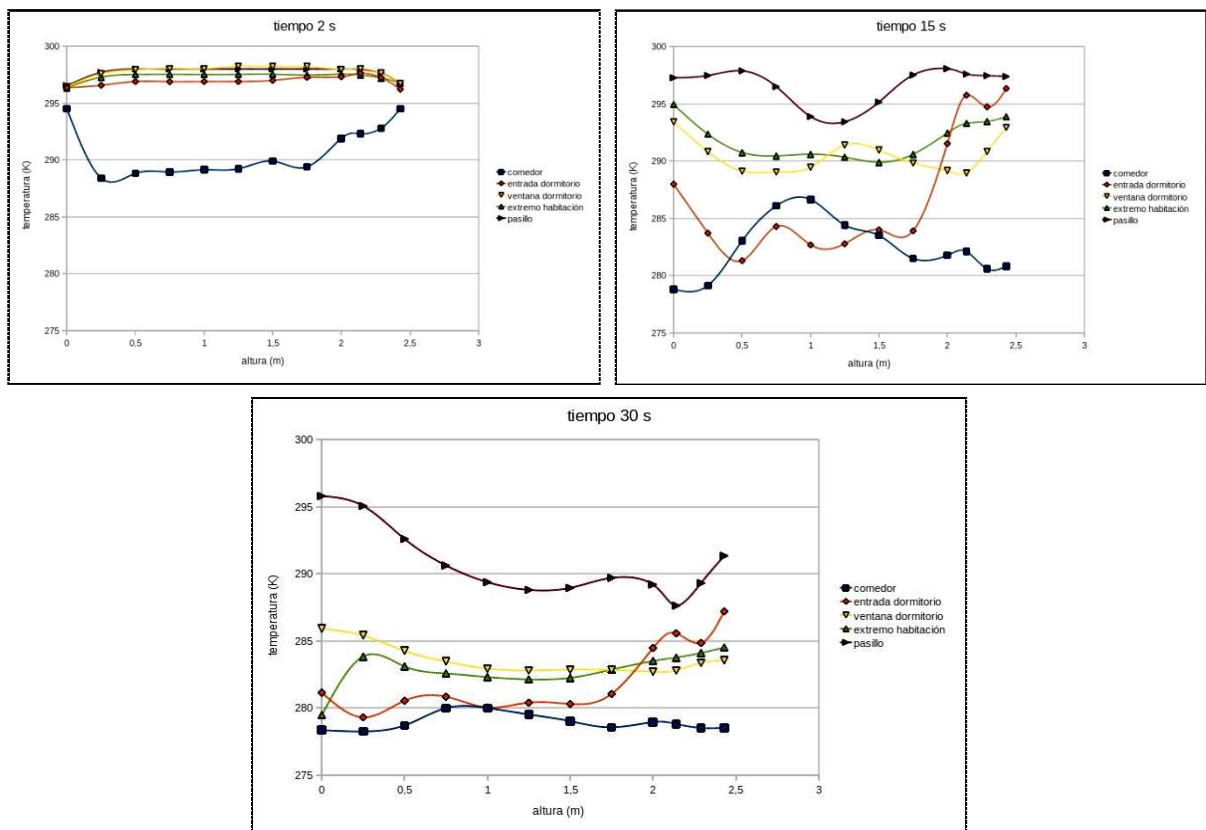 tiempo 2 s
300
295
290
285
280
275
temperatura (K)
0 0,5 1 1,5 2 2,5 3
altura (m)
comedor
entrada dormitorio
ventana dormitorio
extremo habitación
pasillo
tiempo 15 s
300
295
290
285
280
275
temperatura (K)
0 0,5 1 1,5 2 2,5 3
altura (m)
comedor
entrada dormitorio
ventana dormitorio
extremo habitación
pasillo
tiempo 30 s
300
295
290
285
280
275
temperatura (K)
0 0,5 1 1,5 2 2,5 3
altura (m)
comedor
entrada dormitorio
ventana dormitorio
extremo habitación
pasillo